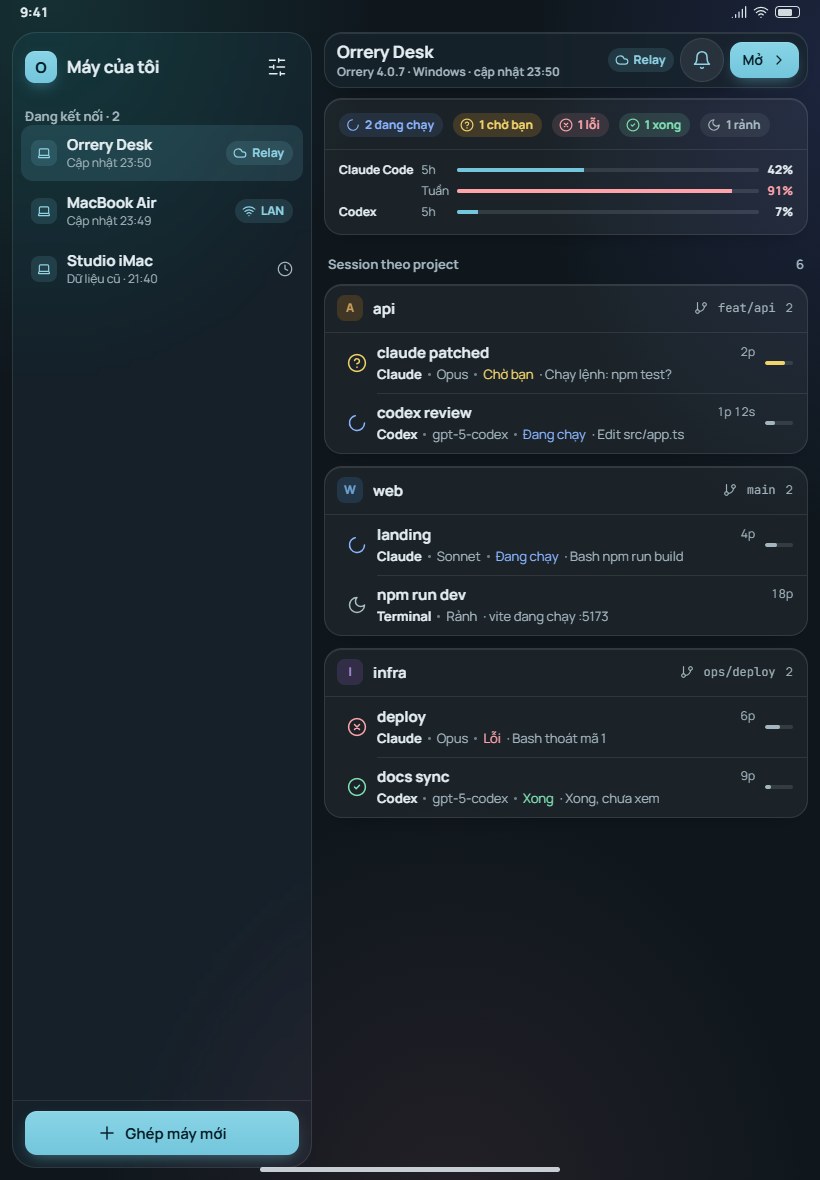 9:41
O Máy của tôi
Đang kết nối · 2
Orrery Desk
Cập nhật 23:50
Relay
MacBook Air
Cập nhật 23:49
LAN
Studio iMac
Dữ liệu cũ · 21:40
Ghép máy mới
Orrery Desk
Orrery 4.0.7 · Windows · cập nhật 23:50
Relay
Mở
2 đang chạy
1 chờ bạn
1 lỗi
1 xong
1 rảnh
Claude Code 5h 42%
Tuần 91%
Codex 5h 7%
Session theo project 6
A api feat/api 2
claude patched 2p
Claude • Opus • Chờ bạn · Chạy lệnh: npm test?
codex review 1p 12s
Codex • gpt-5-codex • Đang chạy · Edit src/app.ts
W web main 2
landing 4p
Claude • Sonnet • Đang chạy · Bash npm run build
npm run dev 18p
Terminal • Rảnh · vite đang chạy :5173
I infra ops/deploy 2
deploy 6p
Claude • Opus • Lỗi · Bash thoát mã 1
docs sync 9p
Codex • gpt-5-codex • Xong · Xong, chưa xem